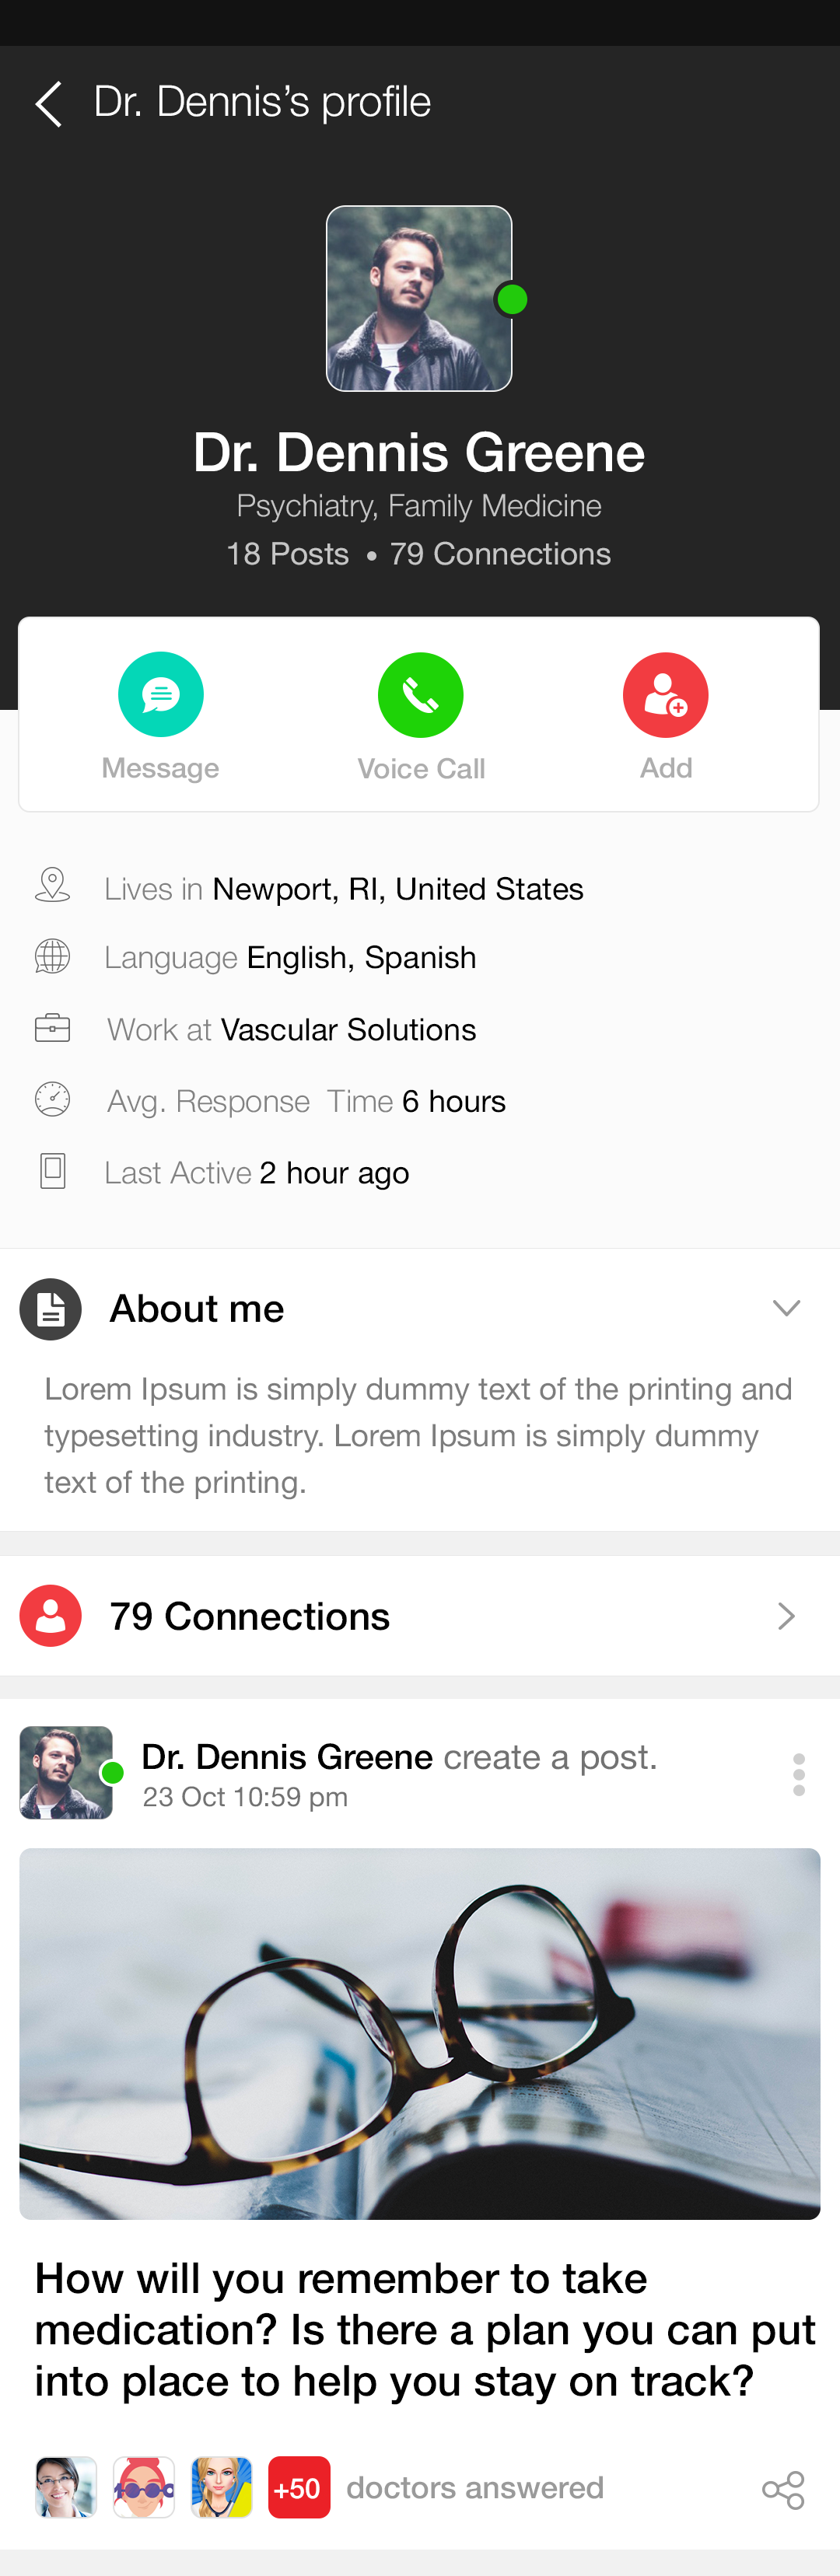 Dr. Dennis’s profile
Dr. Dennis Greene
Psychiatry, Family Medicine
18 Posts • 79 Connections
Message
Voice Call
Add
Lives in Newport, RI, United States
Language English, Spanish
Work at Vascular Solutions
Avg. Response Time 6 hours
Last Active 2 hour ago
About me
Lorem Ipsum is simply dummy text of the printing and
typesetting industry. Lorem Ipsum is simply dummy
text of the printing.
79 Connections
Dr. Dennis Greene create a post.
23 Oct 10:59 pm
How will you remember to take
medication? Is there a plan you can put
into place to help you stay on track?
+50 doctors answered